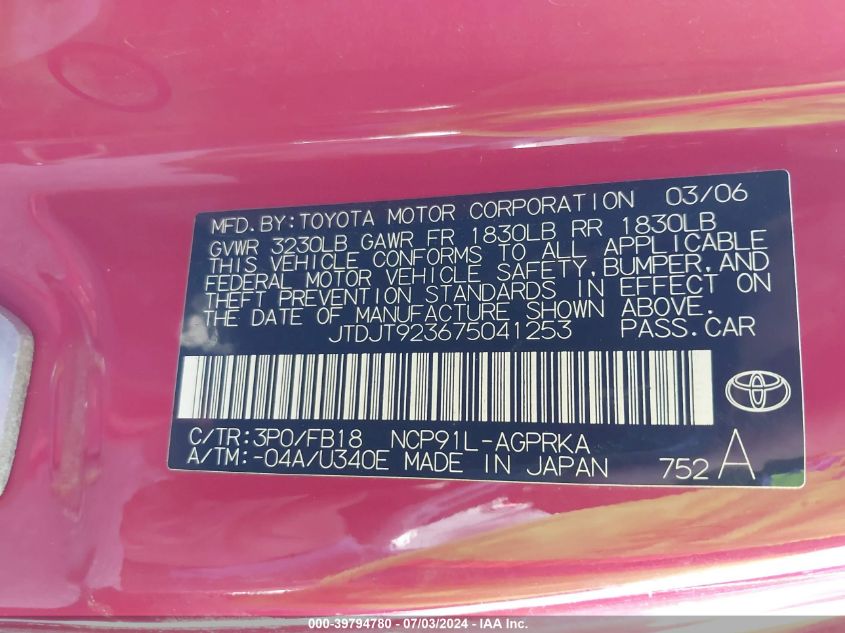 MFD. BY: TOYOTA MOTOR CORPORATION 03/06
GVWR 3230LB GAWR FR 1830LB RR 1830LB
THIS VEHICLE CONFORMS TO ALL APPLICABLE
FEDERAL MOTOR VEHICLE SAFETY, BUMPER, AND
THEFT PREVENTION STANDARDS IN EFFECT ON
THE DATE OF MANUFACTURE SHOWN ABOVE.
JTDJT923675041253 PASS. CAR
C/TR: 3P0/FB18 NCP91L-AGPRKA
A/TM: -04A/U340E MADE IN JAPAN 752 A
000-39794780 - 07/03/2024 - IAA Inc.